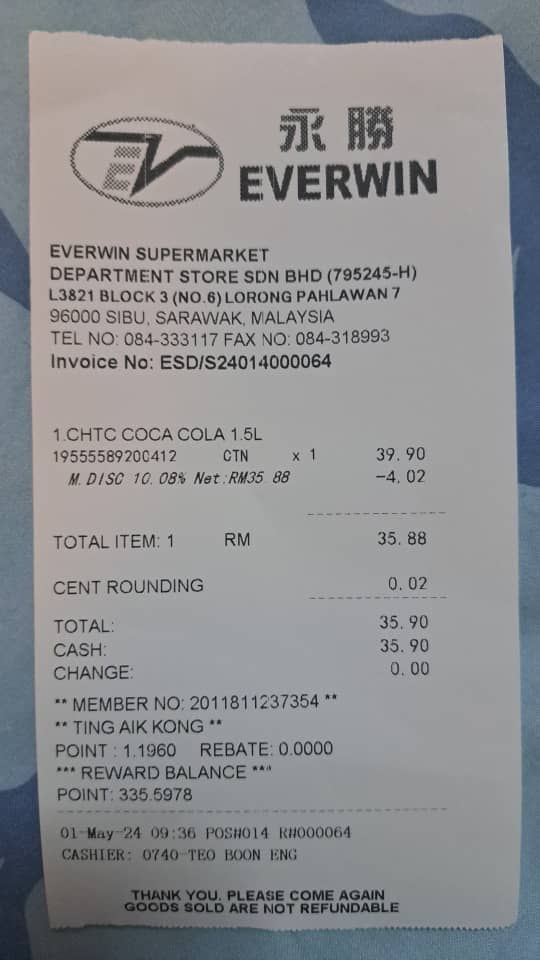 永勝
EV
EVERWIN
EVERWIN SUPERMARKET
DEPARTMENT STORE SDN BHD (795245-H)
L3821 BLOCK 3 (NO.6) LORONG PAHLAWAN 7
96000 SIBU, SARAWAK, MALAYSIA
TEL NO: 084-333117 FAX NO: 084-318993
Invoice No: ESD/S24014000064
1.CHTC COCA COLA 1.5L
19555589200412 CTN x 1 39.90
M.DISC 10.08% Net:RM35.88 -4.02
TOTAL ITEM: 1 RM 35.88
CENT ROUNDING 0.02
TOTAL: 35.90
CASH: 35.90
CHANGE: 0.00
** MEMBER NO: 2011811237354 **
** TING AIK KONG **
POINT : 1.1960 REBATE: 0.0000
*** REWARD BALANCE ***
POINT: 335.5978
01-May-24 09:36 POS#014 R#000064
CASHIER: 0740-TEO BOON ENG
THANK YOU. PLEASE COME AGAIN
GOODS SOLD ARE NOT REFUNDABLE